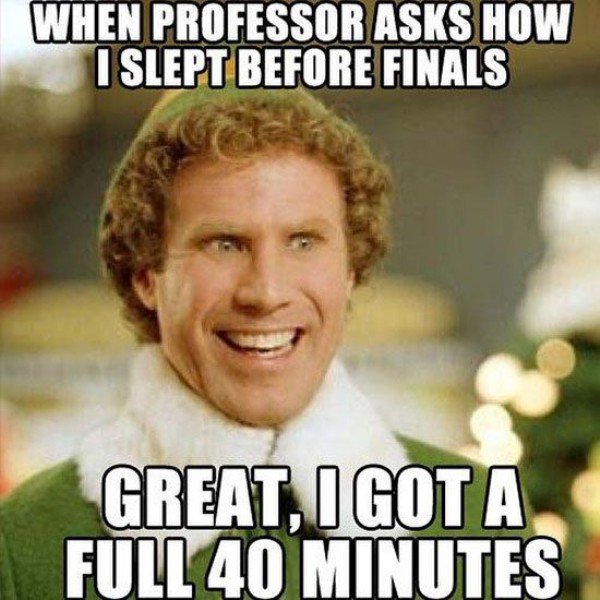 WHEN PROFESSOR ASKS HOW
I SLEPT BEFORE FINALS
GREAT, I GOT A
FULL 40 MINUTES